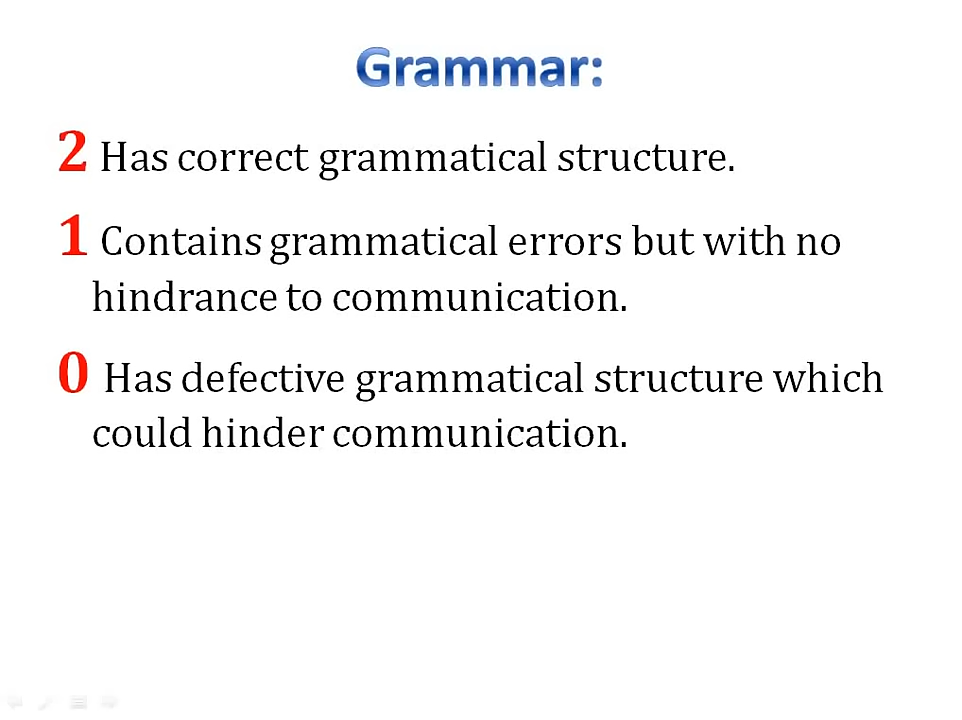 Grammar:
2 Has correct grammatical structure.
1 Contains grammatical errors but with no
hindrance to communication.
0 Has defective grammatical structure which
could hinder communication.